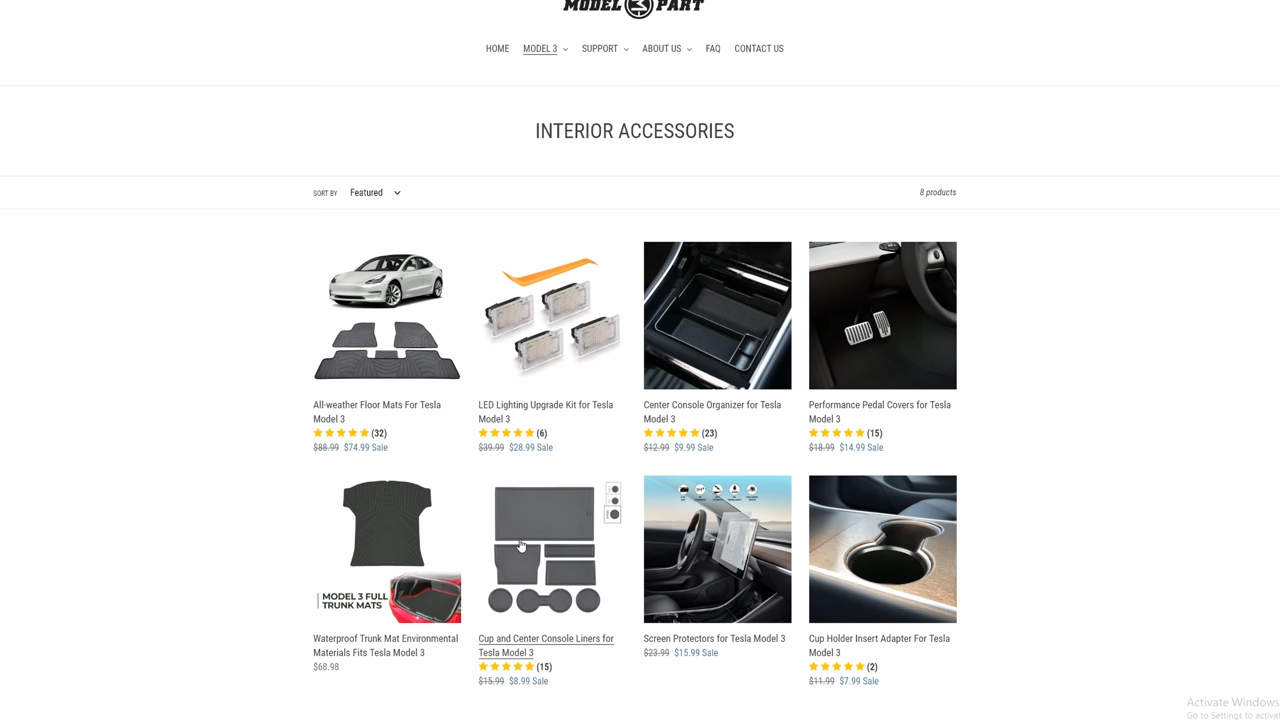 MODEL PART
HOME MODEL 3 SUPPORT ABOUT US FAQ CONTACT US
INTERIOR ACCESSORIES
SORT BY Featured
8 products
All-weather Floor Mats For Tesla
Model 3
(32)
$88.99 $74.99 Sale
LED Lighting Upgrade Kit for Tesla
Model 3
(6)
$39.99 $28.99 Sale
Center Console Organizer for Tesla
Model 3
(23)
$12.99 $9.99 Sale
Performance Pedal Covers for Tesla
Model 3
(15)
$18.99 $14.99 Sale
MODEL 3 FULL
TRUNK MATS
Waterproof Trunk Mat Environmental
Materials Fits Tesla Model 3
$68.98
Cup and Center Console Liners for
Tesla Model 3
(15)
$15.99 $8.99 Sale
Screen Protectors for Tesla Model 3
$23.99 $15.99 Sale
Cup Holder Insert Adapter For Tesla
Model 3
(2)
$11.99 $7.99 Sale
Activate Windows
Go to Settings to activat